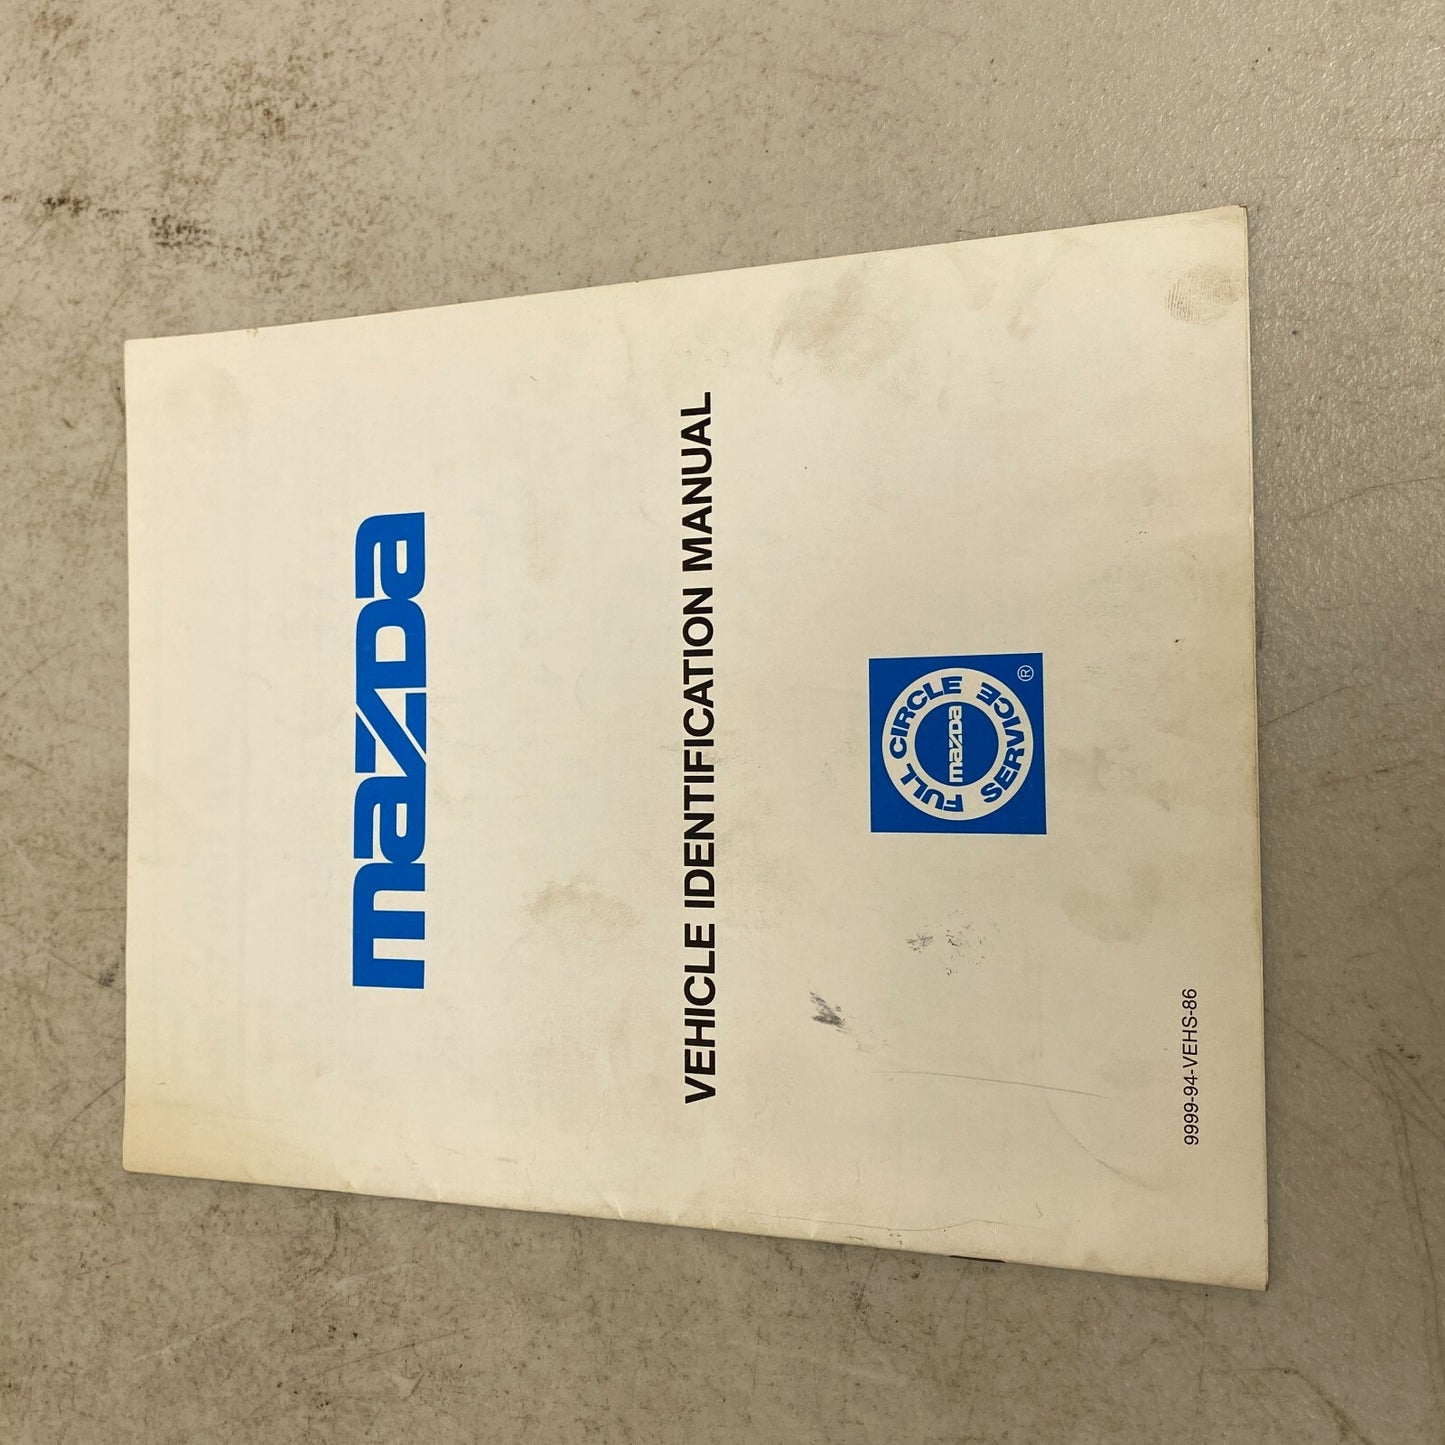 mazda
VEHICLE IDENTIFICATION MANUAL
FULL CIRCLE
mazda
SERVICE
®
9999-94-VEHS-86